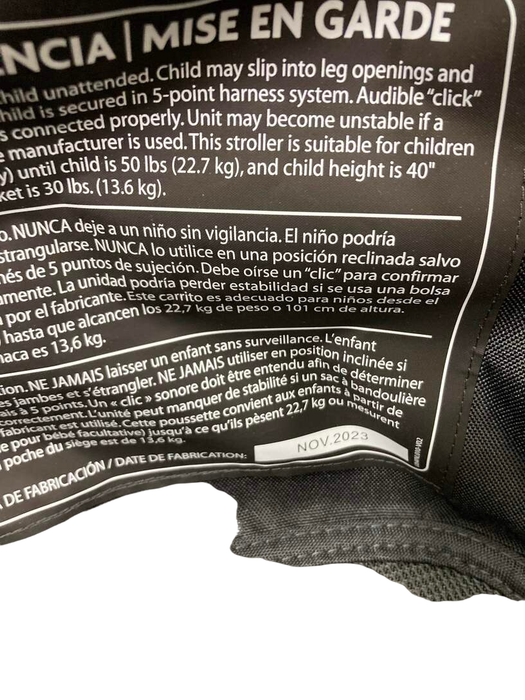 ENCIA | MISE EN GARDE
child unattended. Child may slip into leg openings and
child is secured in 5-point harness system. Audible “click”
s connected properly. Unit may become unstable if a
e manufacturer is used. This stroller is suitable for children
y) until child is 50 lbs (22.7 kg), and child height is 40"
ket is 30 lbs. (13.6 kg).
o. NUNCA deje a un niño sin vigilancia. El niño podría
strangularse. NUNCA lo utilice en una posición reclinada salvo
nés de 5 puntos de sujeción. Debe oírse un “clic” para confirmar
amente. La unidad podría perder estabilidad si se usa una bolsa
por el fabricante. Este carrito es adecuado para niños desde el
hasta que alcancen los 22,7 kg de peso o 101 cm de altura.
naca es 13,6 kg.
tion. NE JAMAIS laisser un enfant sans surveillance. L’enfant
es jambes et s’étrangler. NE JAMAIS utiliser en position inclinée si
ais à 5 points. Un « clic » sonore doit être entendu afin de déterminer
correctement. L’unité peut manquer de stabilité si un sac à bandoulière
fabricant est utilisé. Cette poussette convient aux enfants à partir de
e pour bébé facultative) jusqu’à ce qu’ils pèsent 22,7 kg ou mesurent
poche du siège est de 13,6 kg.
DE FABRICACIÓN / DATE DE FABRICATION: NOV.2023